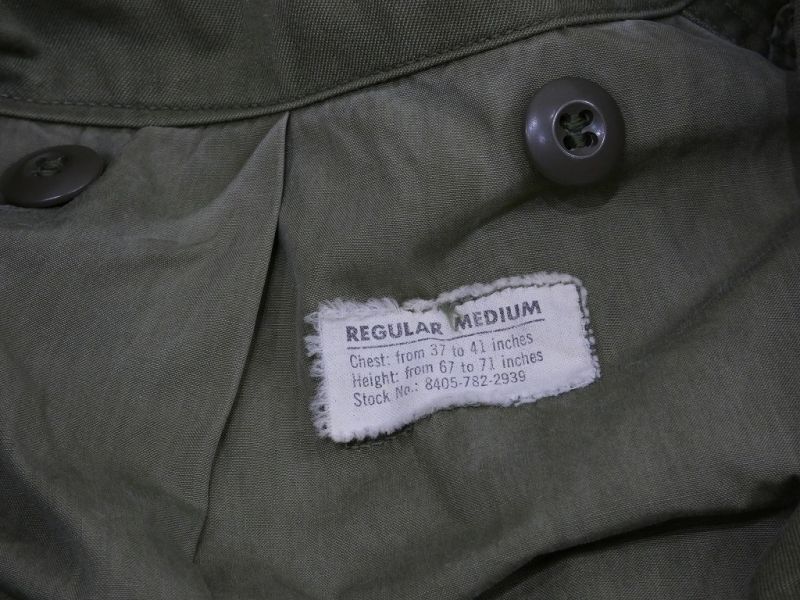 REGULAR MEDIUM
Chest: from 37 to 41 inches
Height: from 67 to 71 inches
Stock No.: 8405-782-2939